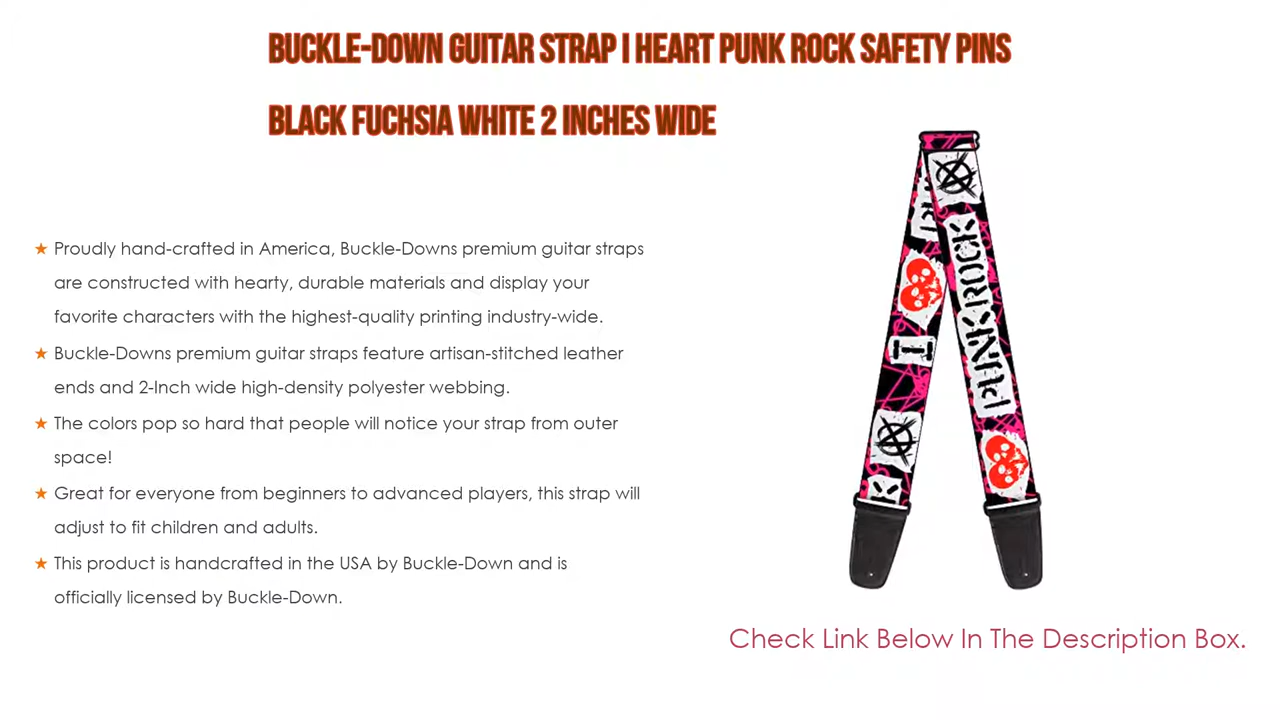 BUCKLE-DOWN GUITAR STRAP I HEART PUNK ROCK SAFETY PINS
BLACK FUCHSIA WHITE 2 INCHES WIDE
★ Proudly hand-crafted in America, Buckle-Downs premium guitar straps
are constructed with hearty, durable materials and display your
favorite characters with the highest-quality printing industry-wide.
★ Buckle-Downs premium guitar straps feature artisan-stitched leather
ends and 2-Inch wide high-density polyester webbing.
★ The colors pop so hard that people will notice your strap from outer
space!
★ Great for everyone from beginners to advanced players, this strap will
adjust to fit children and adults.
★ This product is handcrafted in the USA by Buckle-Down and is
officially licensed by Buckle-Down.
I
PUNK ROCK
Check Link Below In The Description Box.